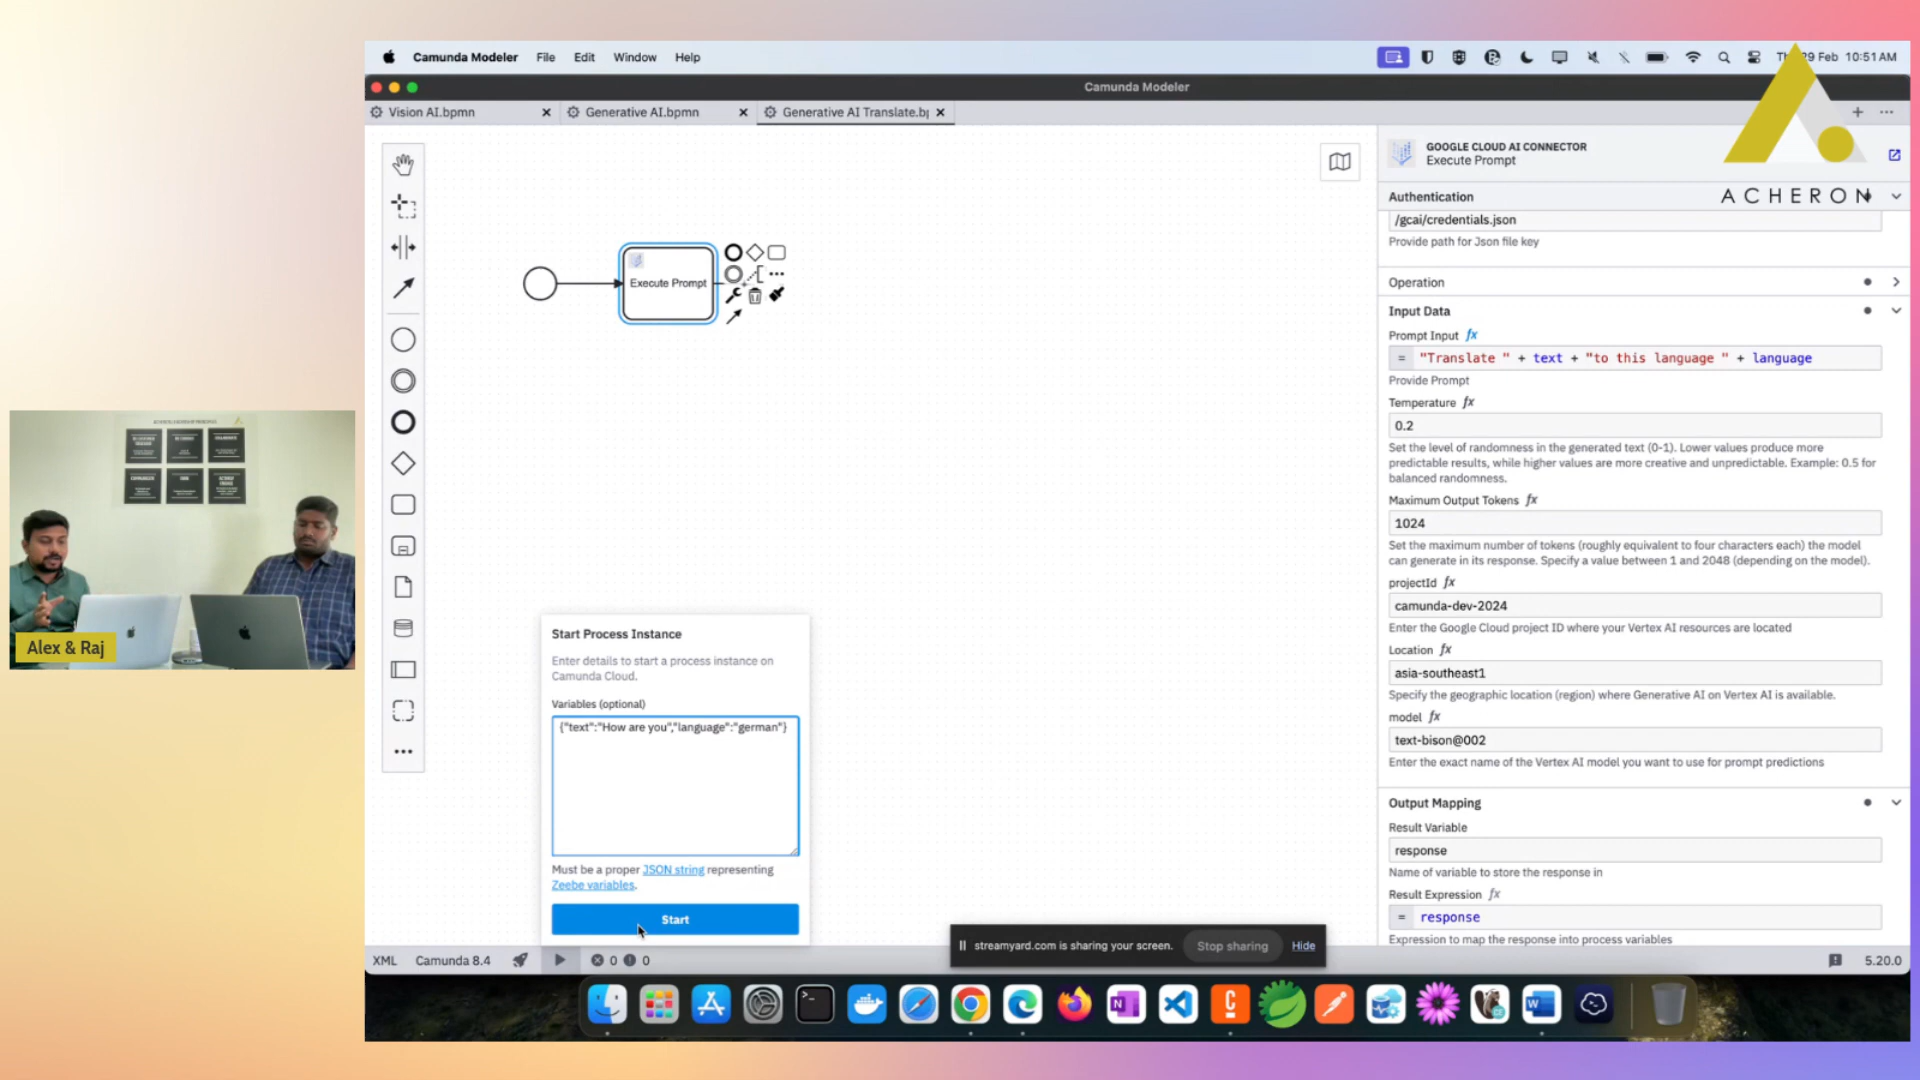 Camunda Modeler File Edit Window Help
29 Feb 10:51 AM
Camunda Modeler
Vision AI.bpmn
Generative AI.bpmn
Generative AI Translate.bp
ACHERON
GOOGLE CLOUD AI CONNECTOR
Execute Prompt
Authentication
/gcai/credentials.json
Provide path for Json file key
Operation
Input Data
Prompt Input fx
= "Translate " + text + "to this language " + language
Provide Prompt
Temperature fx
0.2
Set the level of randomness in the generated text (0-1). Lower values produce more
predictable results, while higher values are more creative and unpredictable. Example: 0.5 for
balanced randomness.
Maximum Output Tokens fx
1024
Set the maximum number of tokens (roughly equivalent to four characters each) the model
can generate in its response. Specify a value between 1 and 2048 (depending on the model).
projectId fx
camunda-dev-2024
Enter the Google Cloud project ID where your Vertex AI resources are located
Location fx
asia-southeast1
Specify the geographic location (region) where Generative AI on Vertex AI is available.
model fx
text-bison@002
Enter the exact name of the Vertex AI model you want to use for prompt predictions
Output Mapping
Result Variable
response
Name of variable to store the response in
Result Expression fx
= response
Expression to map the response into process variables
Execute Prompt
Alex & Raj
Start Process Instance
Enter details to start a process instance on
Camunda Cloud.
Variables (optional)
{"text":"How are you","language":"german"}
Must be a proper JSON string representing
Zeebe variables.
Start
streamyard.com is sharing your screen. Stop sharing Hide
XML Camunda 8.4 0 0 5.20.0